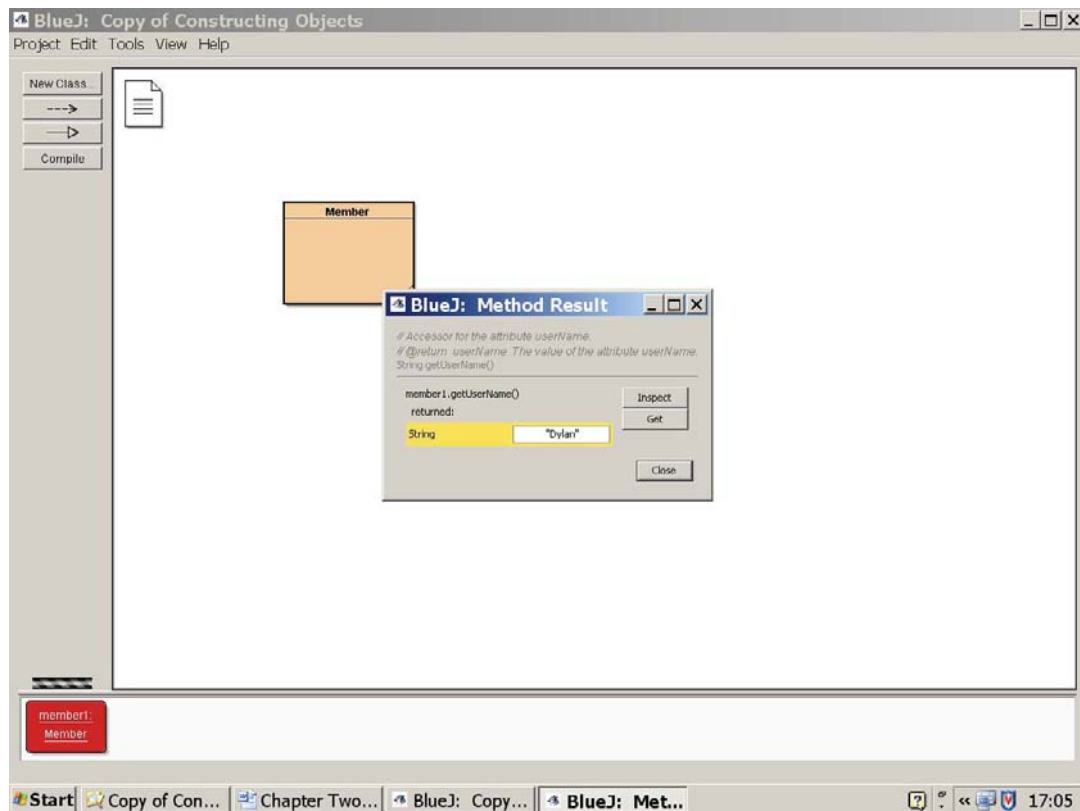 BlueJ: Copy of Constructing Objects
Project Edit Tools View Help
New Class...
Compile
Member
BlueJ: Method Result
// Accessor for the attribute userName.
// @return userName The value of the attribute userName.
String getUserName()
member1.getUserName()
returned:
String
"Dylan"
Inspect
Get
Close
member1:
Member
Start
Copy of Con...
Chapter Two...
BlueJ: Copy...
BlueJ: Met...
17:05